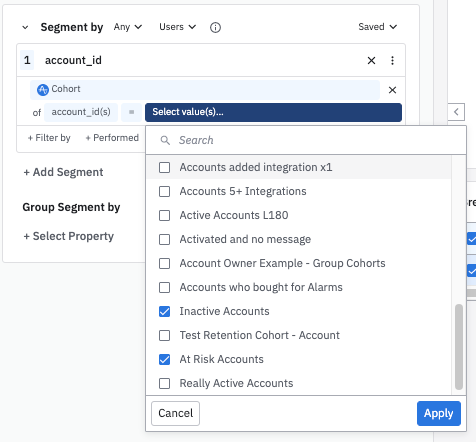 Segment by Any Users Saved
1 account_id
Cohort
of account_id(s) = Select value(s)...
+ Filter by + Performed
Search
Accounts added integration x1
Accounts 5+ Integrations
+ Add Segment
Active Accounts L180
Group Segment by
Activated and no message
+ Select Property
Account Owner Example - Group Cohorts
Accounts who bought for Alarms
Inactive Accounts
Test Retention Cohort - Account
At Risk Accounts
Really Active Accounts
Cancel Apply